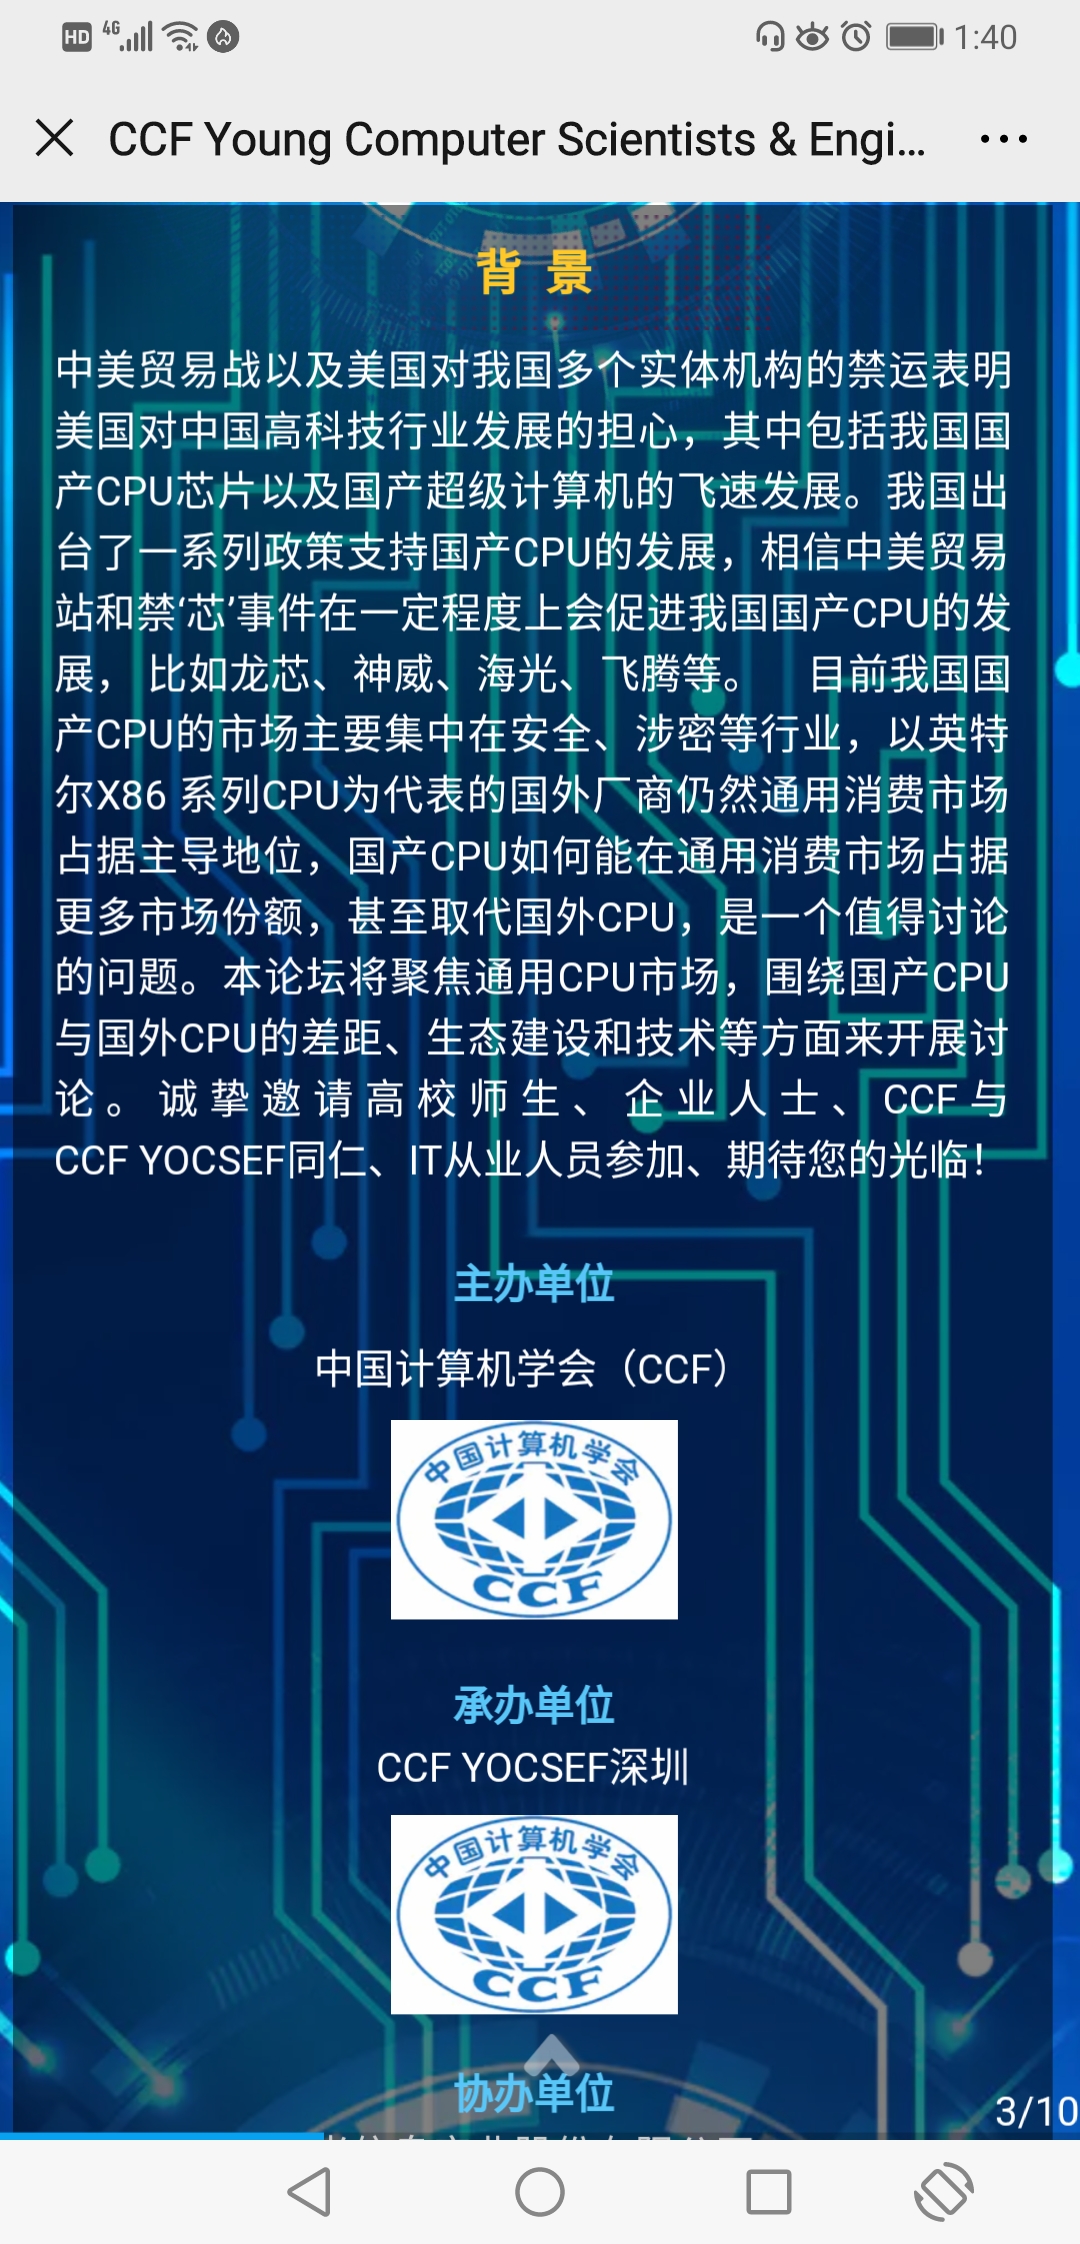 HD 4G 1:40
CCF Young Computer Scientists & Engi...
背 景
中美贸易战以及美国对我国多个实体机构的禁运表明
美国对中国高科技行业发展的担心，其中包括我国国
产CPU芯片以及国产超级计算机的飞速发展。我国出
台了一系列政策支持国产CPU的发展，相信中美贸易
站和禁‘芯’事件在一定程度上会促进我国国产CPU的发
展， 比如龙芯、神威、海光、飞腾等。 目前我国国
产CPU的市场主要集中在安全、涉密等行业，以英特
尔X86 系列CPU为代表的国外厂商仍然通用消费市场
占据主导地位，国产CPU如何能在通用消费市场占据
更多市场份额，甚至取代国外CPU，是一个值得讨论
的问题。本论坛将聚焦通用CPU市场，围绕国产CPU
与国外CPU的差距、生态建设和技术等方面来开展讨
论。诚挚邀请高校师生、企业人士、CCF与
CCF YOCSEF同仁、IT从业人员参加、期待您的光临！
主办单位
中国计算机学会（CCF）
中国计算机学会
CCF
承办单位
CCF YOCSEF深圳
中国计算机学会
CCF
协办单位
3/10